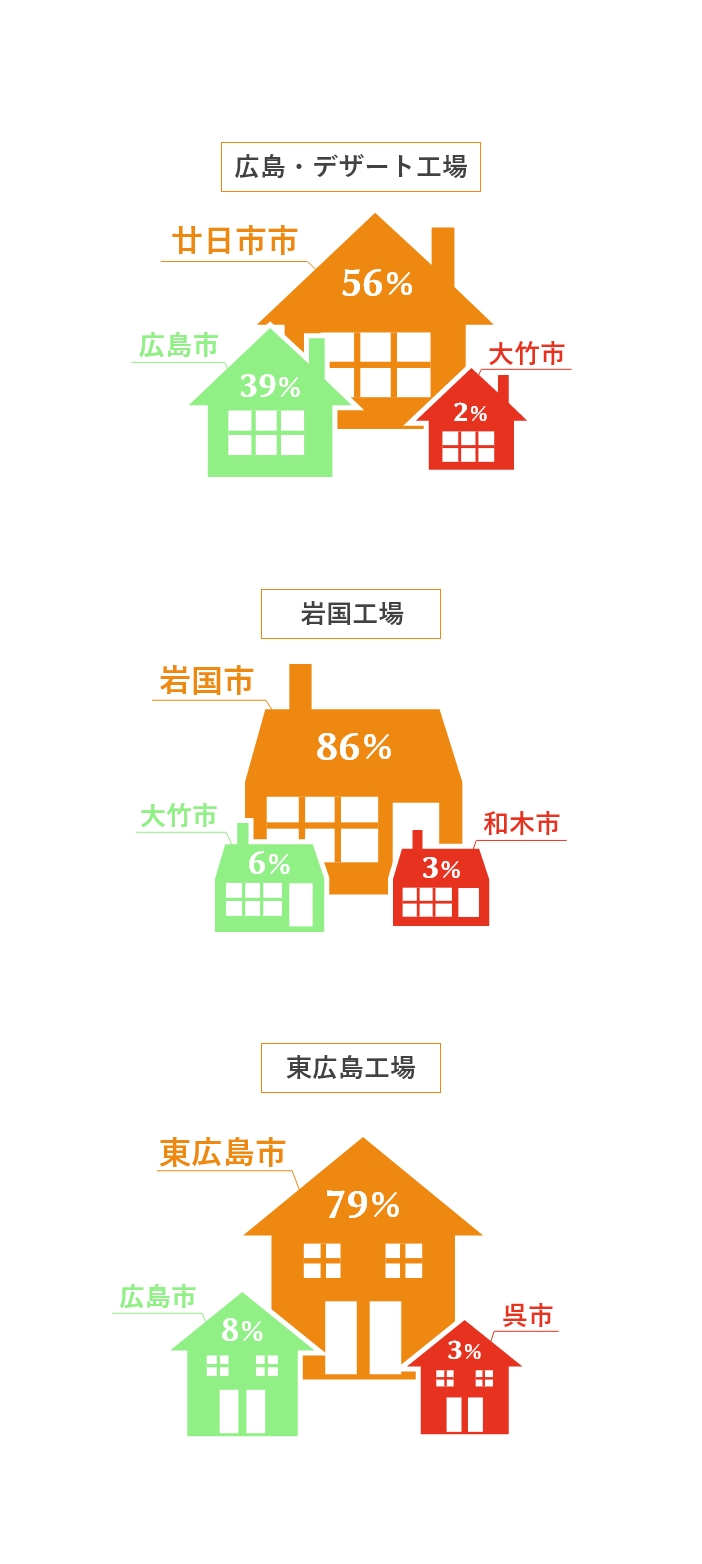 広島・デザート工場
廿日市市
56%
広島市
39%
大竹市
2%
岩国工場
岩国市
86%
大竹市
6%
和木市
3%
東広島工場
東広島市
79%
広島市
8%
呉市
3%